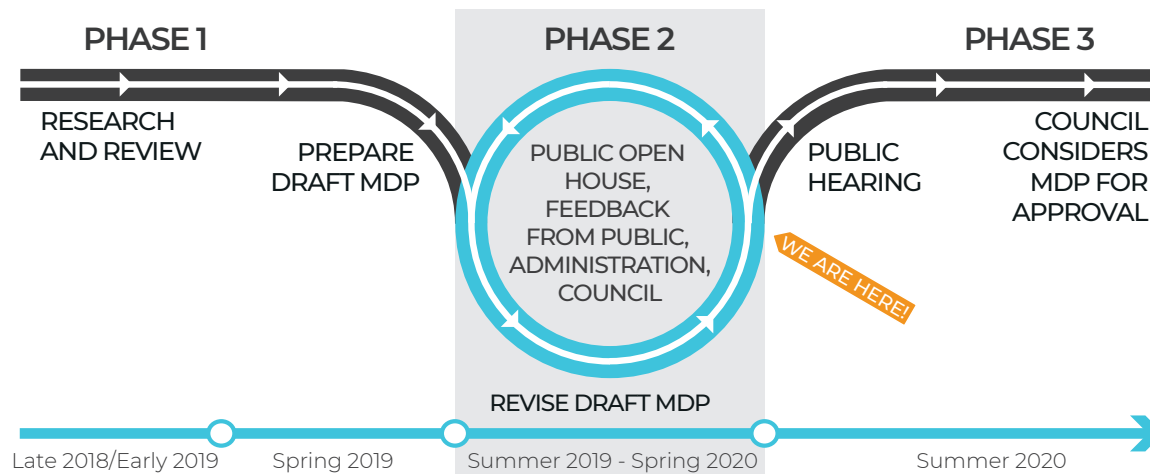 PHASE 1
PHASE 2
PHASE 3
RESEARCH
AND REVIEW
PREPARE
DRAFT MDP
PUBLIC OPEN
HOUSE,
FEEDBACK
FROM PUBLIC,
ADMINISTRATION,
COUNCIL
REVISE DRAFT MDP
PUBLIC
HEARING
COUNCIL
CONSIDERS
MDP FOR
APPROVAL
WE ARE HERE!
Late 2018/Early 2019
Spring 2019
Summer 2019 - Spring 2020
Summer 2020